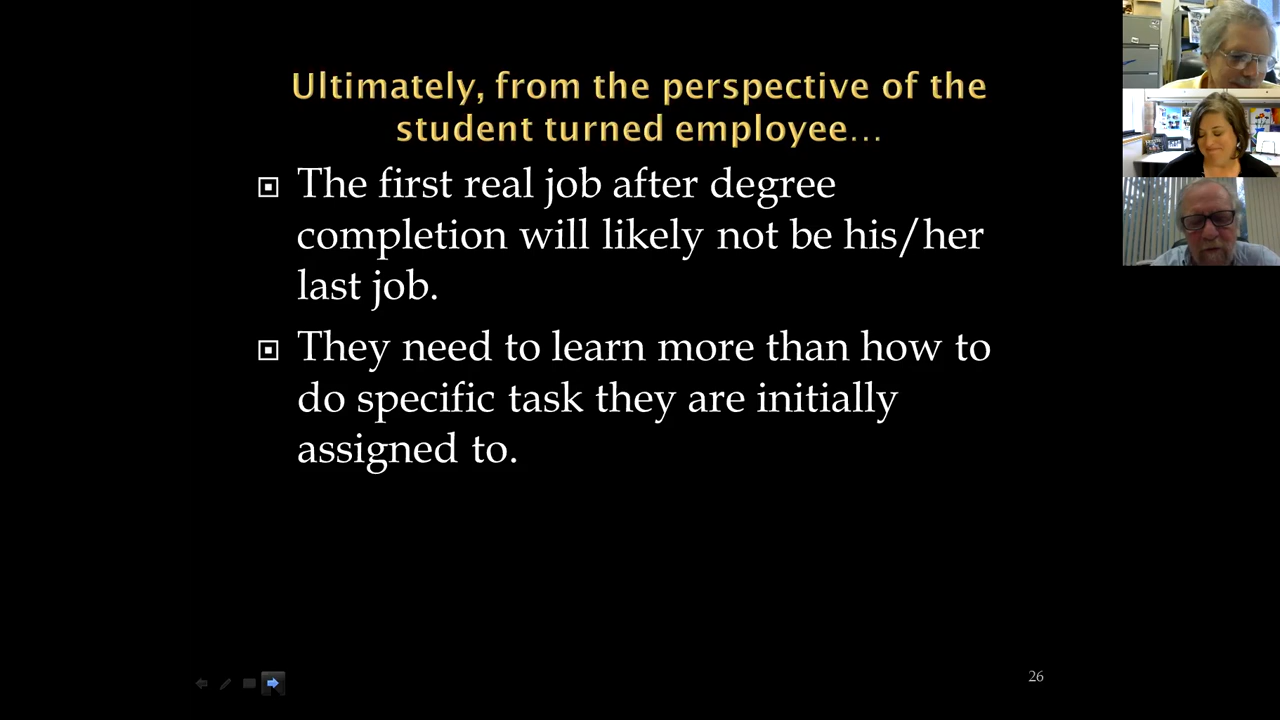 Ultimately, from the perspective of the
student turned employee...
The first real job after degree
completion will likely not be his/her
last job.
They need to learn more than how to
do specific task they are initially
assigned to.
26